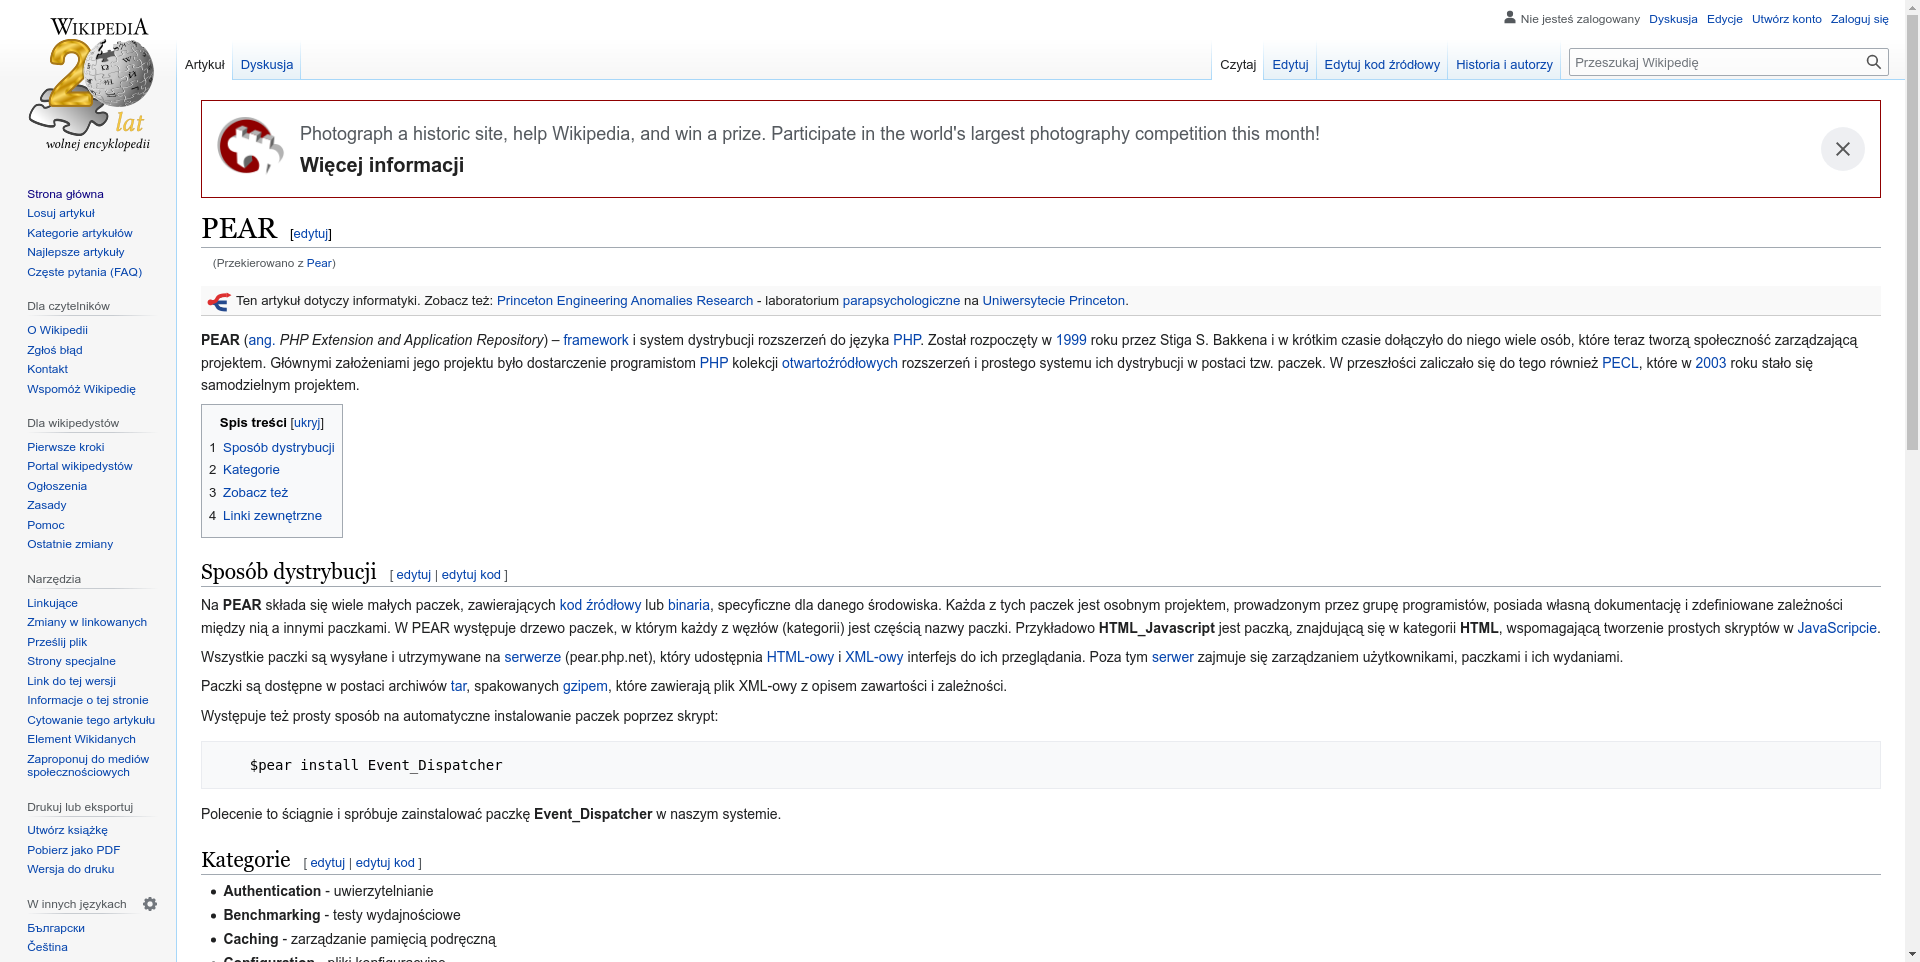 WIKIPEDIA
20
lat
wolnej encyklopedii
Nie jesteś zalogowany Dyskusja Edycje Utwórz konto Zaloguj się
Artykuł Dyskusja
Czytaj Edytuj Edytuj kod źródłowy Historia i autorzy Przeszukaj Wikipedię
Strona główna
Losuj artykuł
Kategorie artykułów
Najlepsze artykuły
Częste pytania (FAQ)
Dla czytelników
O Wikipedii
Zgłoś błąd
Kontakt
Wspomóż Wikipedię
Dla wikipedystów
Pierwsze kroki
Portal wikipedystów
Ogłoszenia
Zasady
Pomoc
Ostatnie zmiany
Narzędzia
Linkujące
Zmiany w linkowanych
Prześlij plik
Strony specjalne
Link do tej wersji
Informacje o tej stronie
Cytowanie tego artykułu
Element Wikidanych
Zaproponuj do mediów
społecznościowych
Drukuj lub eksportuj
Utwórz książkę
Pobierz jako PDF
Wersja do druku
W innych językach
Български
Čeština
Photograph a historic site, help Wikipedia, and win a prize. Participate in the world's largest photography competition this month!
Więcej informacji
PEAR [edytuj]
(Przekierowano z Pear)
Ten artykuł dotyczy informatyki. Zobacz też: Princeton Engineering Anomalies Research - laboratorium parapsychologiczne na Uniwersytecie Princeton.
PEAR (ang. PHP Extension and Application Repository) – framework i system dystrybucji rozszerzeń do języka PHP. Został rozpoczęty w 1999 roku przez Stiga S. Bakkena i w krótkim czasie dołączyło do niego wiele osób, które teraz tworzą społeczność zarządzającą
projektem. Głównymi założeniami jego projektu było dostarczenie programistom PHP kolekcji otwartoźródłowych rozszerzeń i prostego systemu ich dystrybucji w postaci tzw. paczek. W przeszłości zaliczało się do tego również PECL, które w 2003 roku stało się
samodzielnym projektem.
Spis treści [ukryj]
1 Sposób dystrybucji
2 Kategorie
3 Zobacz też
4 Linki zewnętrzne
Sposób dystrybucji [ edytuj | edytuj kod ]
Na PEAR składa się wiele małych paczek, zawierających kod źródłowy lub binaria, specyficzne dla danego środowiska. Każda z tych paczek jest osobnym projektem, prowadzonym przez grupę programistów, posiada własną dokumentację i zdefiniowane zależności
między nią a innymi paczkami. W PEAR występuje drzewo paczek, w którym każdy z węzłów (kategorii) jest częścią nazwy paczki. Przykładowo HTML_Javascript jest paczką, znajdującą się w kategorii HTML, wspomagającą tworzenie prostych skryptów w JavaScripcie.
Wszystkie paczki są wysyłane i utrzymywane na serwerze (pear.php.net), który udostępnia HTML-owy i XML-owy interfejs do ich przeglądania. Poza tym serwer zajmuje się zarządzaniem użytkownikami, paczkami i ich wydaniami.
Paczki są dostępne w postaci archiwów tar, spakowanych gzipem, które zawierają plik XML-owy z opisem zawartości i zależności.
Występuje też prosty sposób na automatyczne instalowanie paczek poprzez skrypt:
$pear install Event_Dispatcher
Polecenie to ściągnie i spróbuje zainstalować paczkę Event_Dispatcher w naszym systemie.
Kategorie [ edytuj | edytuj kod ]
Authentication - uwierzytelnianie
Benchmarking - testy wydajnościowe
Caching - zarządzanie pamięcią podręczną
Configuration - pliki konfiguracyjne